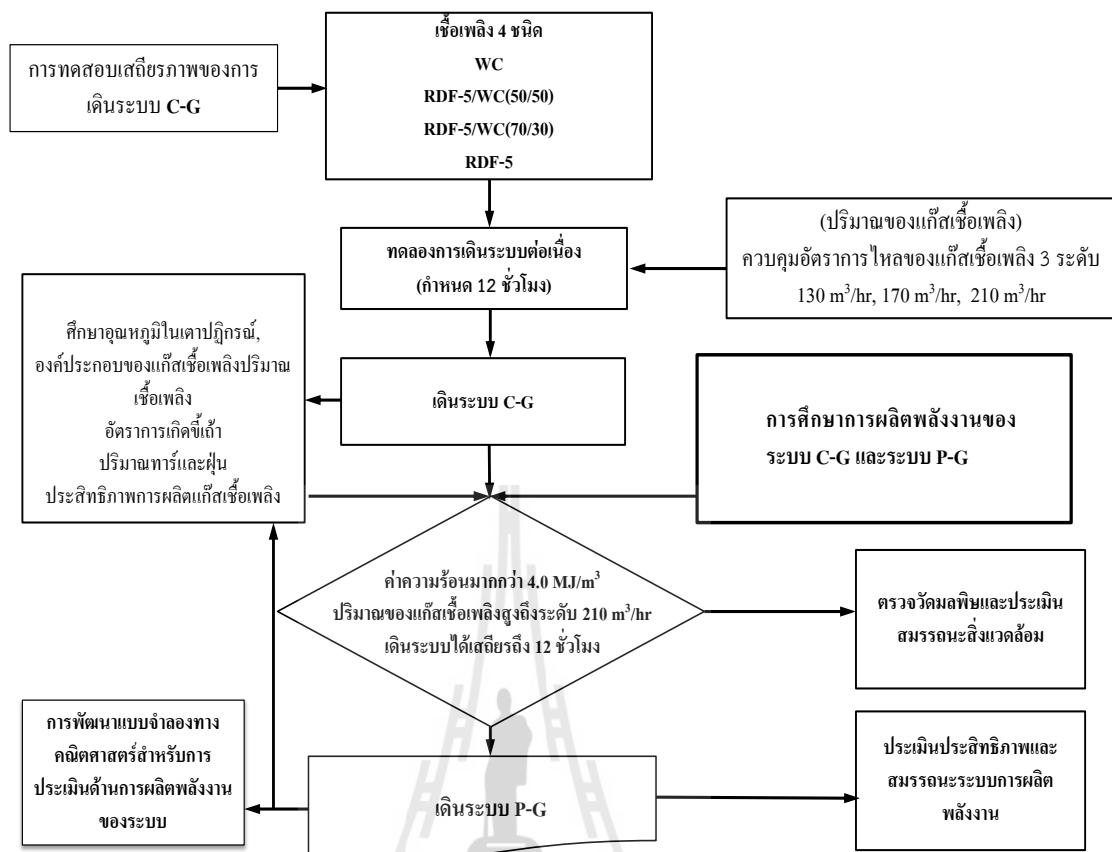 เชื้อเพลิง 4 ชนิด
WC
RDF-5/WC(50/50)
RDF-5/WC(70/30)
RDF-5
การทดสอบเสถียรภาพของการ
เดินระบบ C-G
ทดลองการเดินระบบต่อเนื่อง
(กำหนด 12 ชั่วโมง)
(ปริมาณของแก๊สเชื้อเพลิง)
ควบคุมอัตราการไหลของแก๊สเชื้อเพลิง 3 ระดับ
130 m³/hr, 170 m³/hr, 210 m³/hr
ศึกษาอุณหภูมิในเตาปฏิกรณ์,
องค์ประกอบของแก๊สเชื้อเพลิงปริมาณ
เชื้อเพลิง
อัตราการเกิดขี้เถ้า
ปริมาณทาร์และฝุ่น
ประสิทธิภาพการผลิตแก๊สเชื้อเพลิง
เดินระบบ C-G
การศึกษาการผลิตพลังงานของ
ระบบ C-G และระบบ P-G
ค่าความร้อนมากกว่า 4.0 MJ/m³
ปริมาณของแก๊สเชื้อเพลิงสูงถึงระดับ 210 m³/hr
เดินระบบได้เสถียรถึง 12 ชั่วโมง
ตรวจวัดมลพิษและประเมิน
สมรรถนะสิ่งแวดล้อม
การพัฒนาแบบจำลองทาง
คณิตศาสตร์สำหรับการ
ประเมินด้านการผลิตพลังงาน
ของระบบ
เดินระบบ P-G
ประเมินประสิทธิภาพและ
สมรรถนะระบบการผลิต
พลังงาน